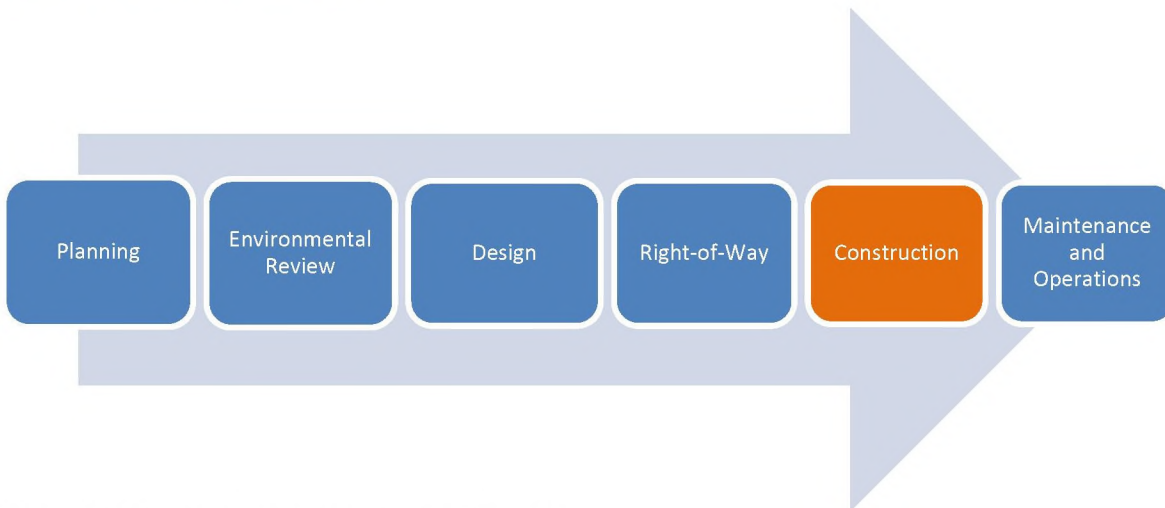 Planning
Environmental
Review
Design
Right-of-Way
Construction
Maintenance
and
Operations